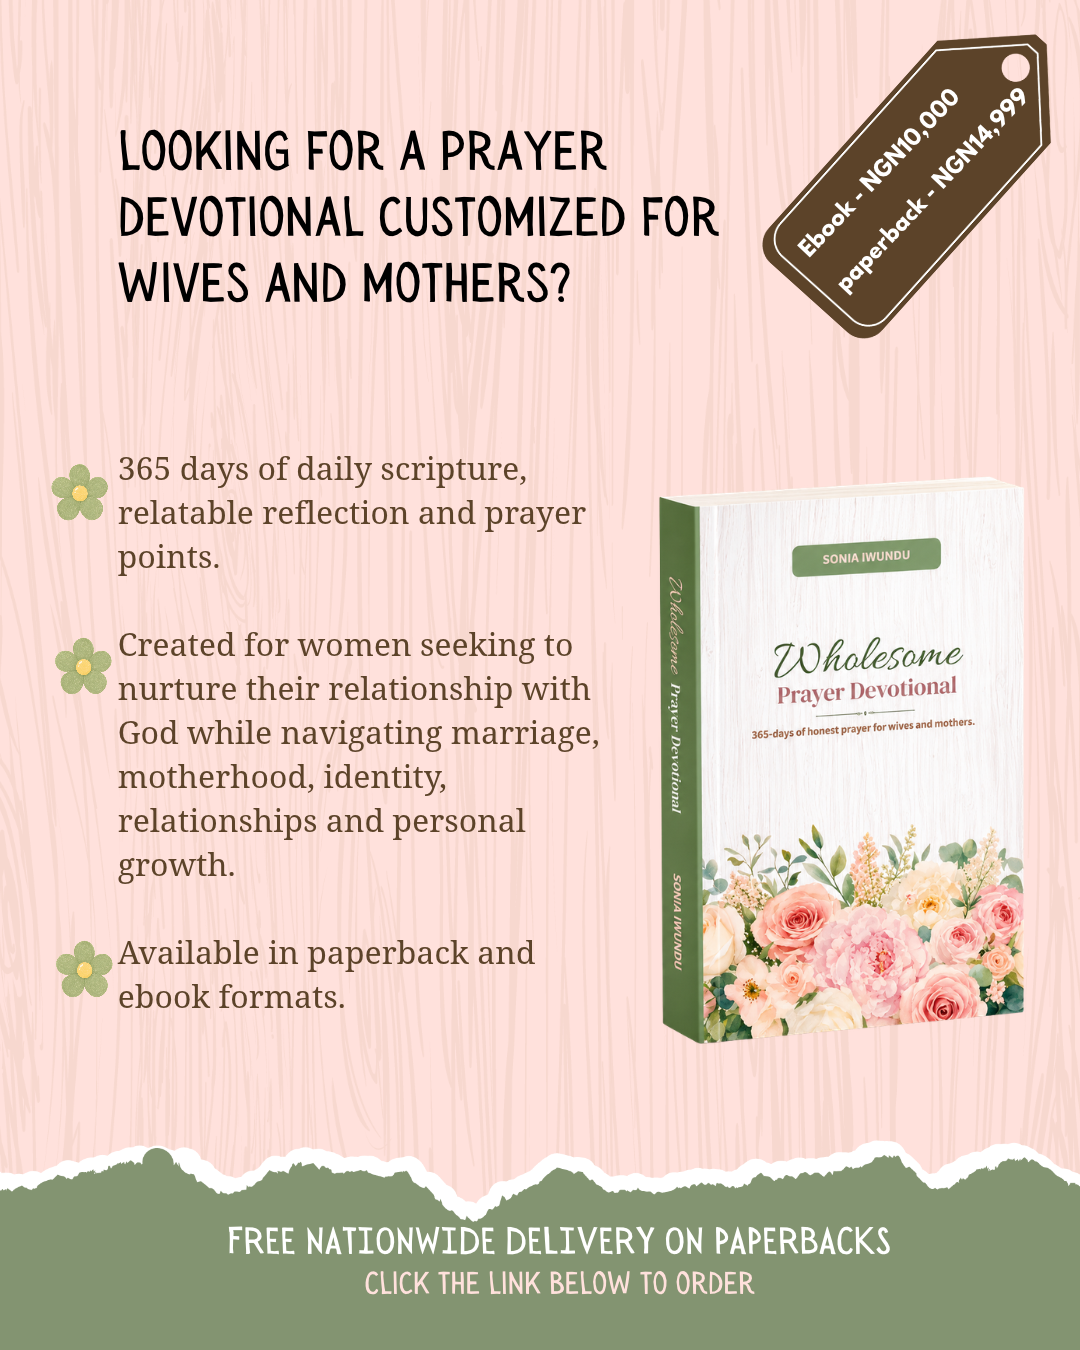 LOOKING FOR A PRAYER
DEVOTIONAL CUSTOMIZED FOR
WIVES AND MOTHERS?
Ebook - NGN10,000
paperback - NGN14,999
365 days of daily scripture,
relatable reflection and prayer
points.
Created for women seeking to
nurture their relationship with
God while navigating marriage,
motherhood, identity,
relationships and personal
growth.
Available in paperback and
ebook formats.
Wholesome Prayer Devotional
SONIA IWUNDU
SONIA IWUNDU
Wholesome
Prayer Devotional
365-days of honest prayer for wives and mothers.
FREE NATIONWIDE DELIVERY ON PAPERBACKS
CLICK THE LINK BELOW TO ORDER